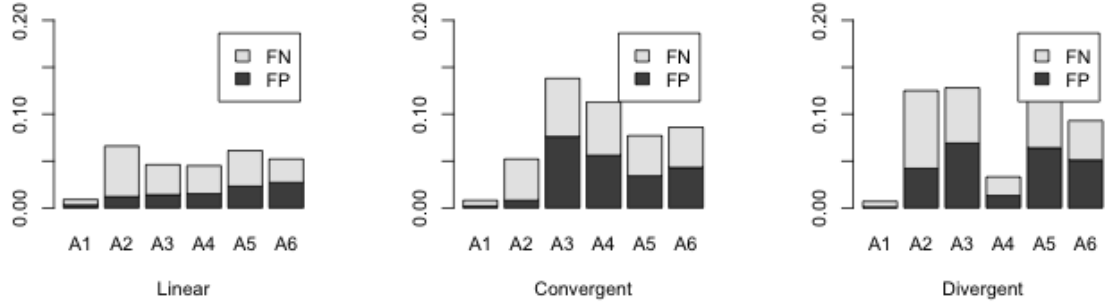 0.20
0.10
0.00
FN
FP
A1 A2 A3 A4 A5 A6
Linear
0.20
0.10
0.00
FN
FP
A1 A2 A3 A4 A5 A6
Convergent
0.20
0.10
0.00
FN
FP
A1 A2 A3 A4 A5 A6
Divergent